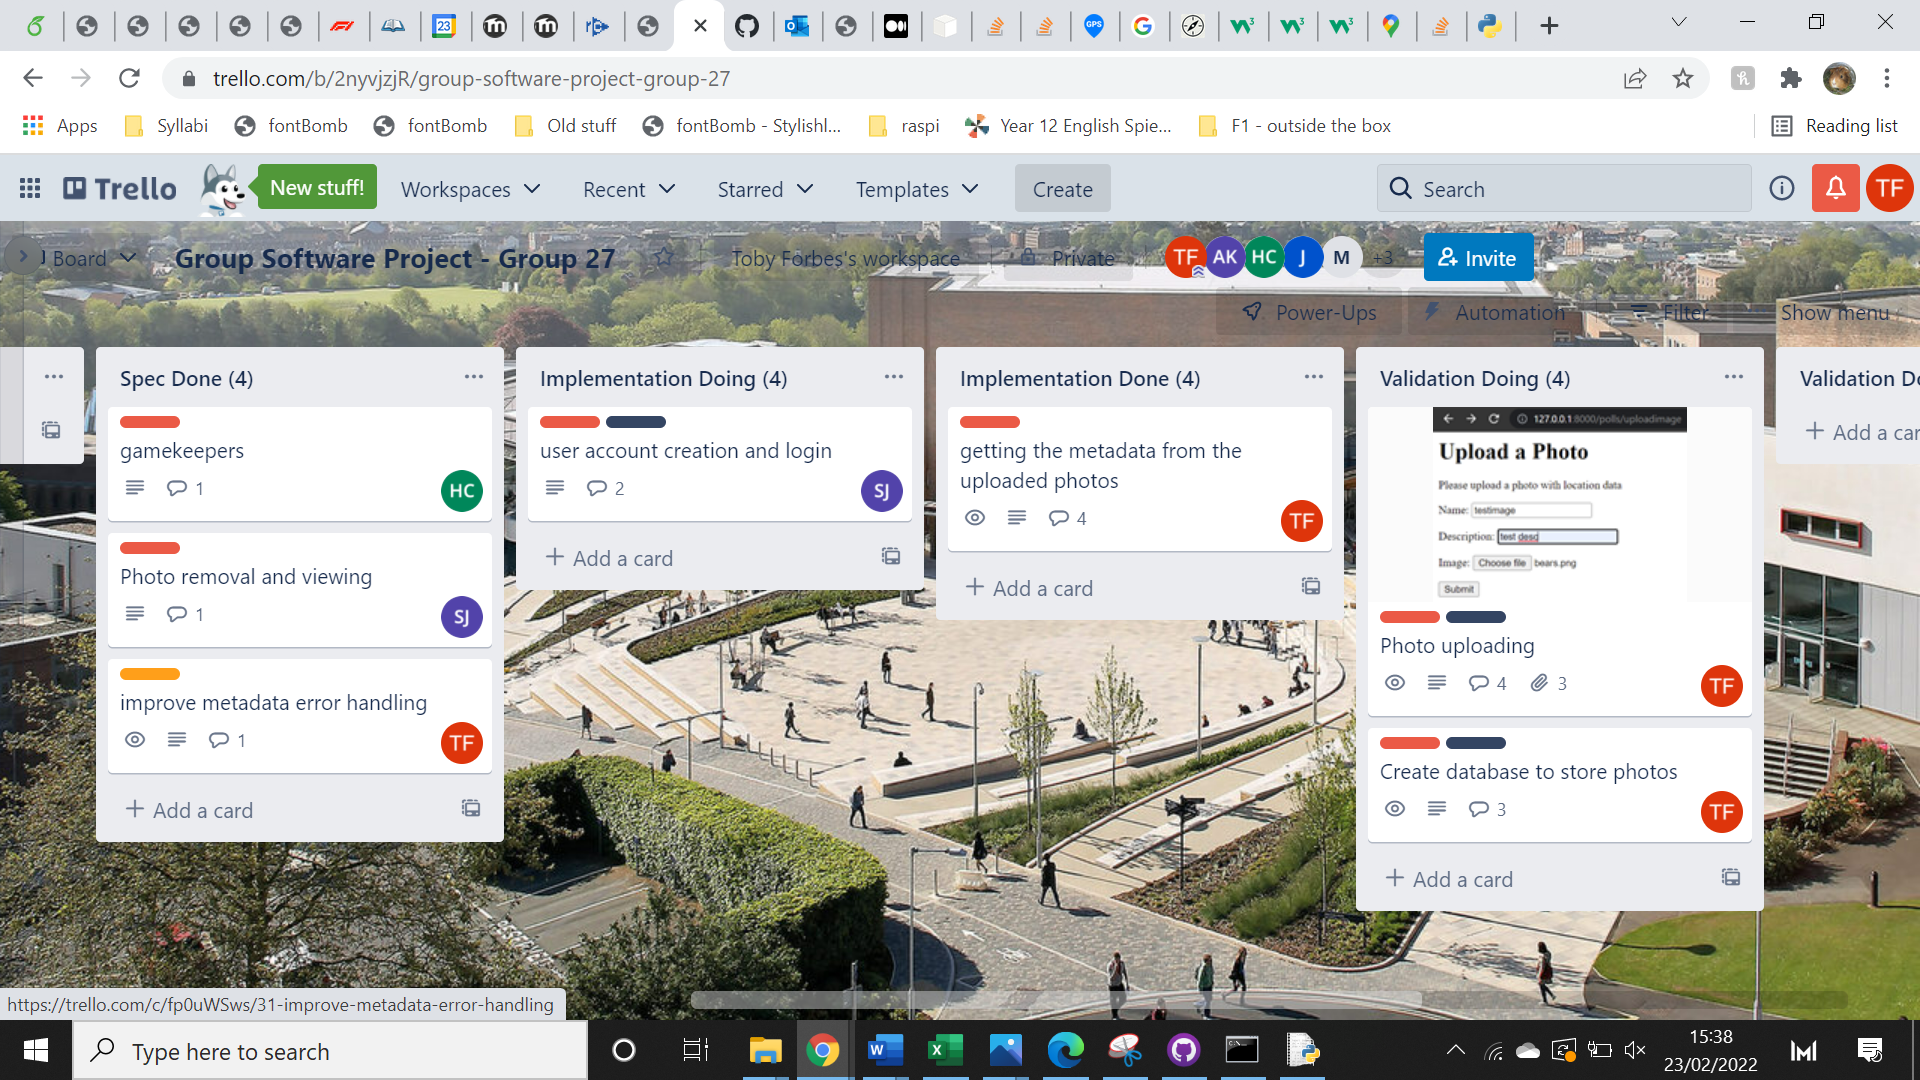 trello.com/b/2nyvjzjR/group-software-project-group-27
Apps
Syllabi
fontBomb
fontBomb
Old stuff
fontBomb - Stylishl...
raspi
Year 12 English Spie...
F1 - outside the box
Reading list
Trello
New stuff!
Workspaces
Recent
Starred
Templates
Create
Search
TF
Board
Group Software Project - Group 27
Toby Forbes's workspace
Private
TF
AK
HC
J
M
+3
Invite
Power-Ups
Automation
Filter
Show menu
Spec Done (4)
gamekeepers
1
HC
Photo removal and viewing
1
SJ
improve metadata error handling
1
TF
Add a card
Implementation Doing (4)
user account creation and login
2
SJ
Add a card
Implementation Done (4)
getting the metadata from the
uploaded photos
4
TF
Add a card
Validation Doing (4)
127.0.0.1:8000/polls/uploadimage
Upload a Photo
Please upload a photo with location data
Name: testimage
Description: test desd
Image: Choose file bears.png
Submit
Photo uploading
4
3
TF
Create database to store photos
3
TF
Add a card
Validation D
Add a car
https://trello.com/c/fp0uWSws/31-improve-metadata-error-handling
Type here to search
15:38
23/02/2022